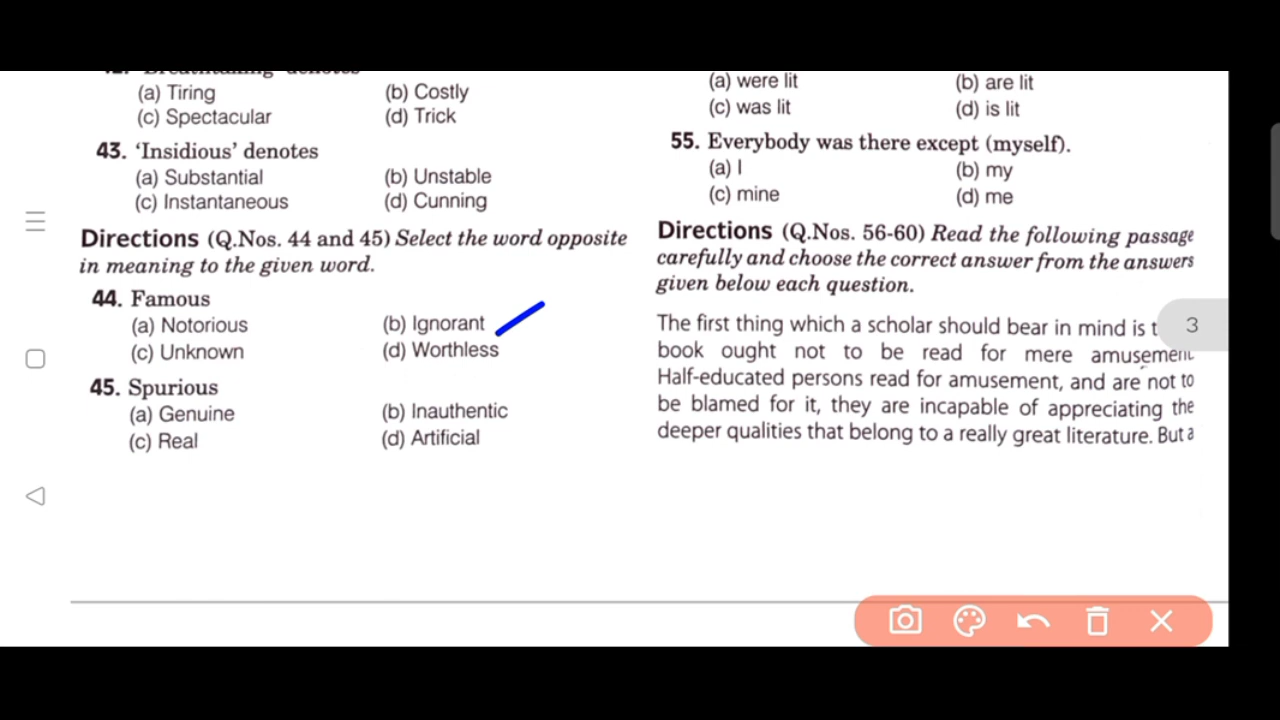 (a) Tiring (b) Costly
(c) Spectacular (d) Trick
43. ‘Insidious’ denotes
(a) Substantial (b) Unstable
(c) Instantaneous (d) Cunning
Directions (Q.Nos. 44 and 45) Select the word opposite
in meaning to the given word.
44. Famous
(a) Notorious (b) Ignorant
(c) Unknown (d) Worthless
45. Spurious
(a) Genuine (b) Inauthentic
(c) Real (d) Artificial
(a) were lit (b) are lit
(c) was lit (d) is lit
55. Everybody was there except (myself).
(a) I (b) my
(c) mine (d) me
Directions (Q.Nos. 56-60) Read the following passage
carefully and choose the correct answer from the answers
given below each question.
The first thing which a scholar should bear in mind is
book ought not to be read for mere amusement
Half-educated persons read for amusement, and are not to
be blamed for it, they are incapable of appreciating the
deeper qualities that belong to a really great literature. But a
3